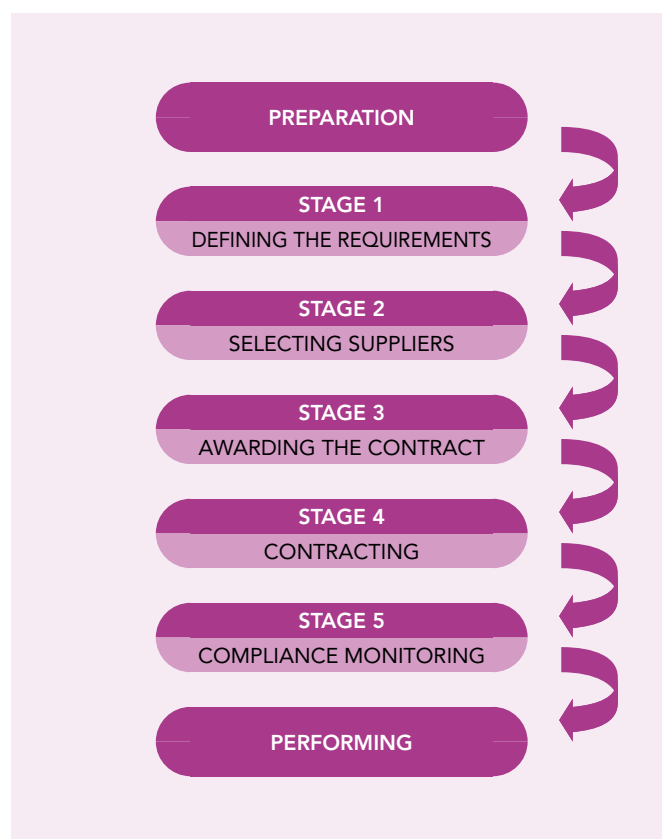 PREPARATION
STAGE 1
DEFINING THE REQUIREMENTS
STAGE 2
SELECTING SUPPLIERS
STAGE 3
AWARDING THE CONTRACT
STAGE 4
CONTRACTING
STAGE 5
COMPLIANCE MONITORING
PERFORMING